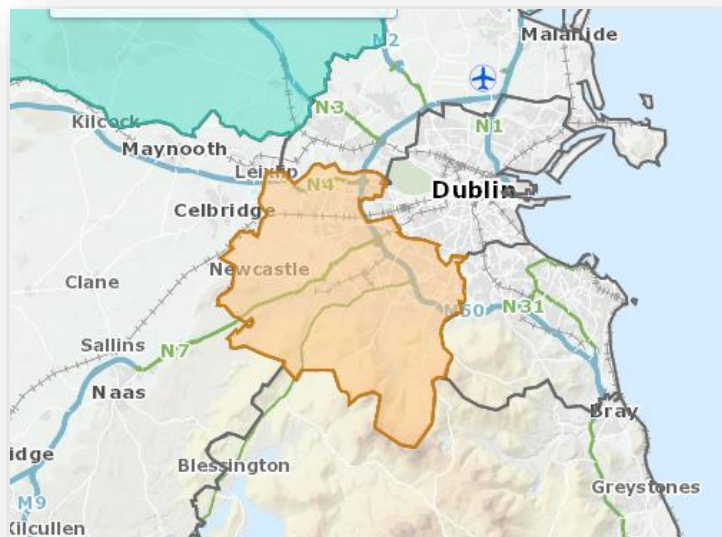 N2
Malahide
N3
N1
Kilcock
Maynooth
Leixlip
N4
Dublin
Celbridge
Newcastle
Clane
M50
N31
Sallins
N7
Naas
Bray
idge
Blessington
Greystones
M9
Kilcullen